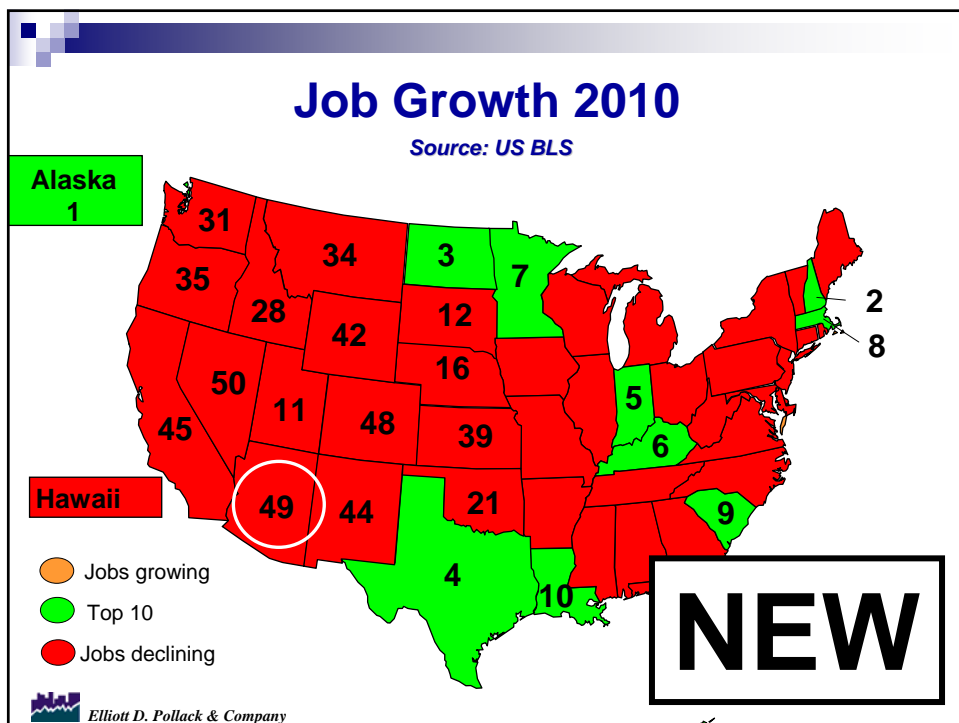 Job Growth 2010
Source: US BLS
Alaska
1
31
34
3
7
35
2
28
12
42
8
16
50
11
5
48
45
39
6
Hawaii
49
44
21
9
Jobs growing
4
Top 10
10
NEW
Jobs declining
Elliott D. Pollack & Company